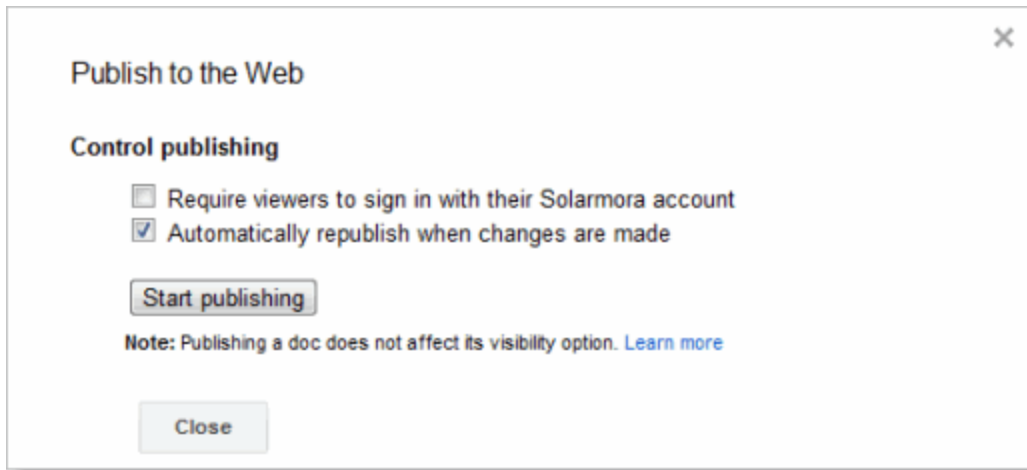 Publish to the Web
Control publishing
Require viewers to sign in with their Solarmora account
Automatically republish when changes are made
Start publishing
Note: Publishing a doc does not affect its visibility option. Learn more
Close